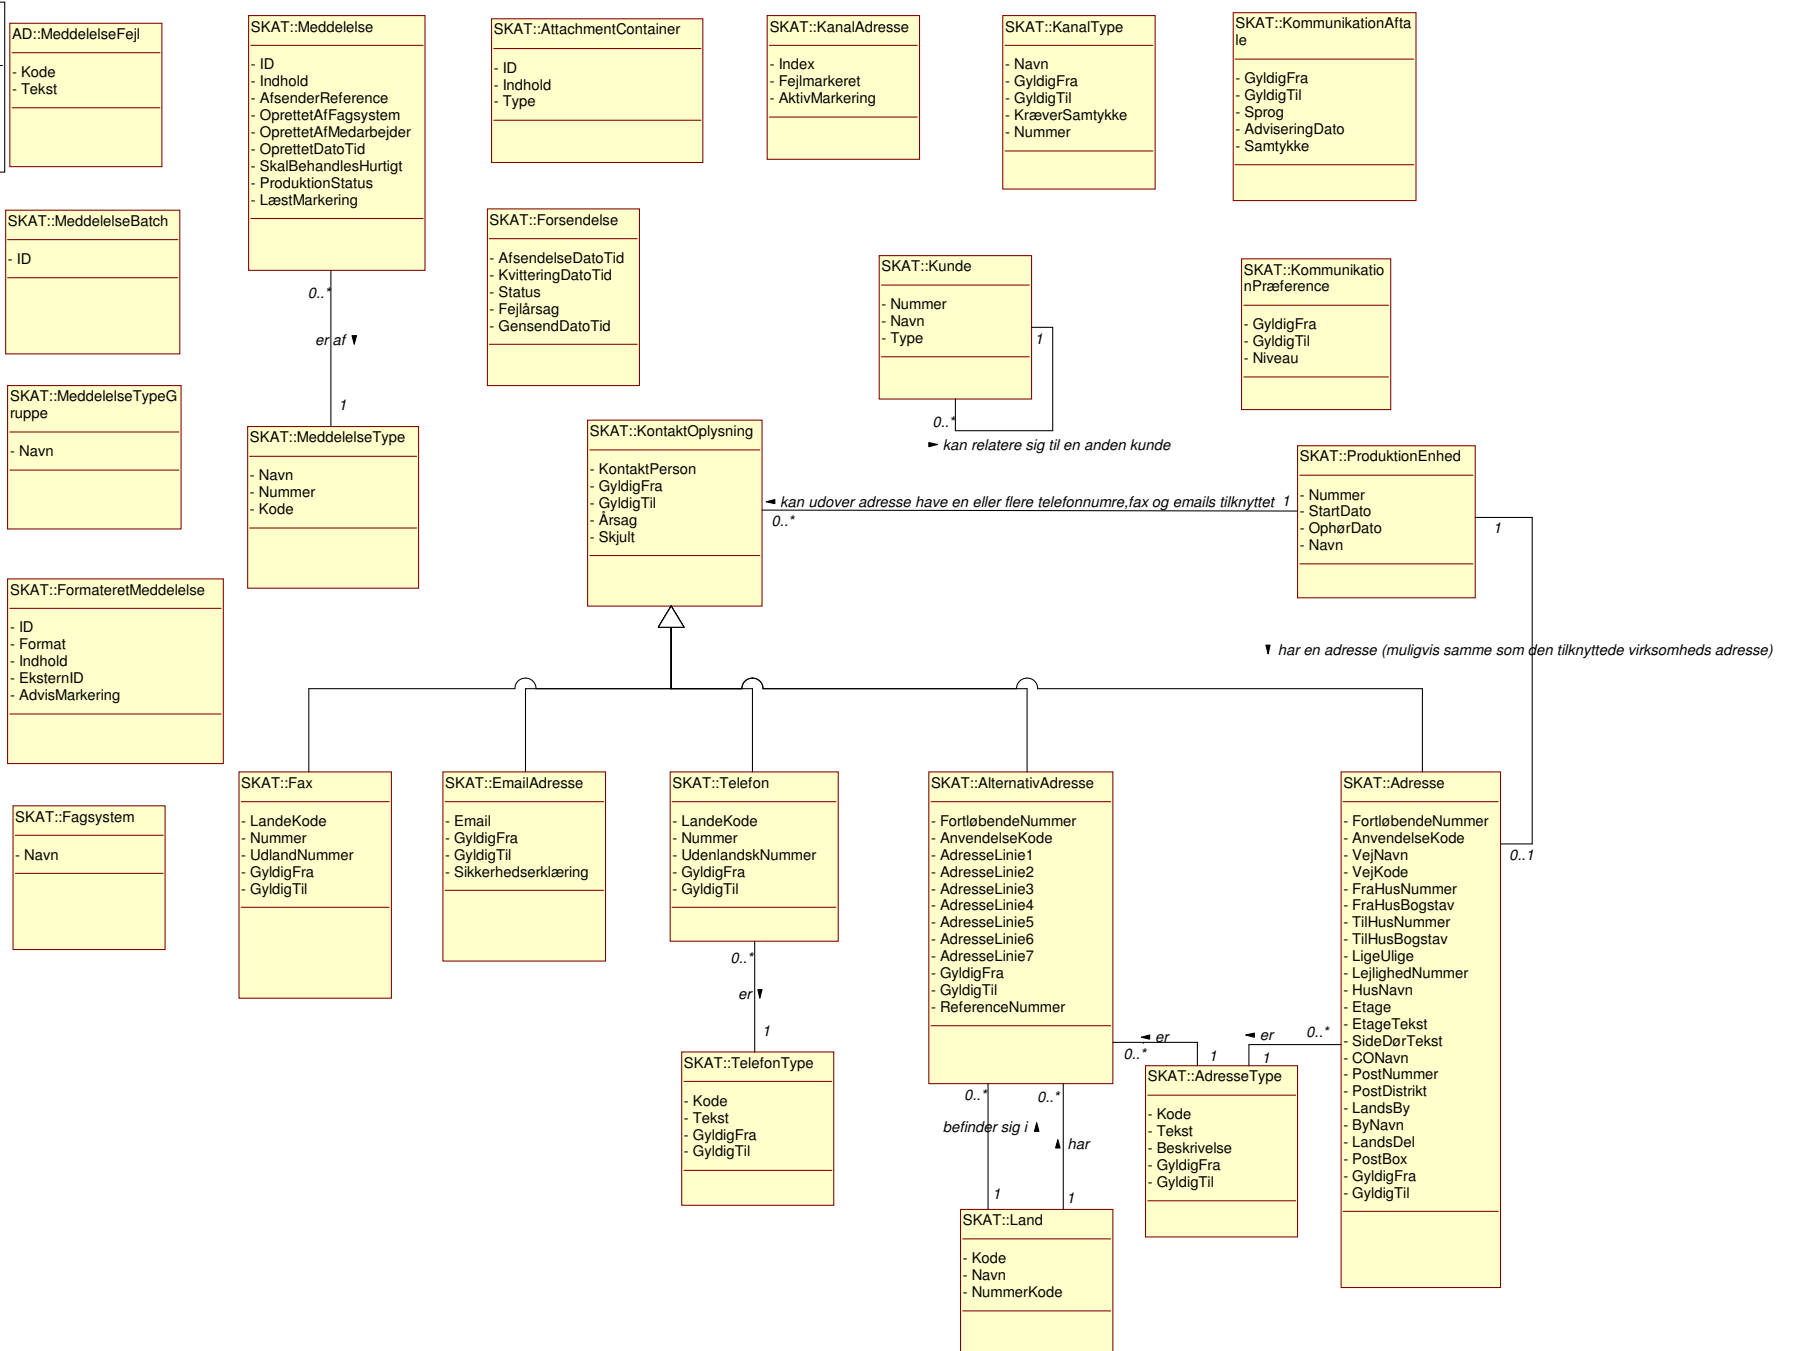 AD::MeddelelseFejl
- Kode
- Tekst
SKAT::Meddelelse
- ID
- Indhold
- AfsenderReference
- OprettetAfFagsystem
- OprettetAfMedarbejder
- OprettetDatoTid
- SkalBehandlesHurtigt
- ProduktionStatus
- LæstMarkering
SKAT::AttachmentContainer
- ID
- Indhold
- Type
SKAT::KanalAdresse
- Index
- Fejlmarkeret
- AktivMarkering
SKAT::KanalType
- Navn
- GyldigFra
- GyldigTil
- KræverSamtykke
- Nummer
SKAT::KommunikationAfta
le
- GyldigFra
- GyldigTil
- Sprog
- AdviseringDato
- Samtykke
SKAT::MeddelelseBatch
- ID
SKAT::Forsendelse
- AfsendelseDatoTid
- KvitteringDatoTid
- Status
- Fejlårsag
- GensendDatoTid
SKAT::Kunde
- Nummer
- Navn
- Type
1
0..*
kan relatere sig til en anden kunde
SKAT::Kommunikatio
nPræference
- GyldigFra
- GyldigTil
- Niveau
0..*
er af
1
SKAT::MeddelelseTypeG
ruppe
- Navn
SKAT::MeddelelseType
- Navn
- Nummer
- Kode
SKAT::KontaktOplysning
- KontaktPerson
- GyldigFra
- GyldigTil
- Årsag
- Skjult
kan udover adresse have en eller flere telefonnumre,fax og emails tilknyttet 1
0..*
SKAT::ProduktionEnhed
- Nummer
- StartDato
- OphørDato
- Navn
1
har en adresse (muligvis samme som den tilknyttede virksomheds adresse)
0..1
SKAT::FormateretMeddelelse
- ID
- Format
- Indhold
- EksternID
- AdvisMarkering
SKAT::Fagsystem
- Navn
SKAT::Fax
- LandeKode
- Nummer
- UdlandNummer
- GyldigFra
- GyldigTil
SKAT::EmailAdresse
- Email
- GyldigFra
- GyldigTil
- Sikkerhedserklæring
SKAT::Telefon
- LandeKode
- Nummer
- UdenlandskNummer
- GyldigFra
- GyldigTil
0..*
er
1
SKAT::TelefonType
- Kode
- Tekst
- GyldigFra
- GyldigTil
SKAT::AlternativAdresse
- FortløbendeNummer
- AnvendelseKode
- AdresseLinie1
- AdresseLinie2
- AdresseLinie3
- AdresseLinie4
- AdresseLinie5
- AdresseLinie6
- AdresseLinie7
- GyldigFra
- GyldigTil
- ReferenceNummer
er
0..*
1
er
0..*
1
SKAT::AdresseType
- Kode
- Tekst
- Beskrivelse
- GyldigFra
- GyldigTil
SKAT::Adresse
- FortløbendeNummer
- AnvendelseKode
- VejNavn
- VejKode
- FraHusNummer
- FraHusBogstav
- TilHusNummer
- TilHusBogstav
- LigeUlige
- LejlighedNummer
- HusNavn
- Etage
- EtageTekst
- SideDørTekst
- CONavn
- PostNummer
- PostDistrikt
- LandsBy
- ByNavn
- LandsDel
- PostBox
- GyldigFra
- GyldigTil
0..*
0..*
befinder sig i
har
1
1
SKAT::Land
- Kode
- Navn
- NummerKode